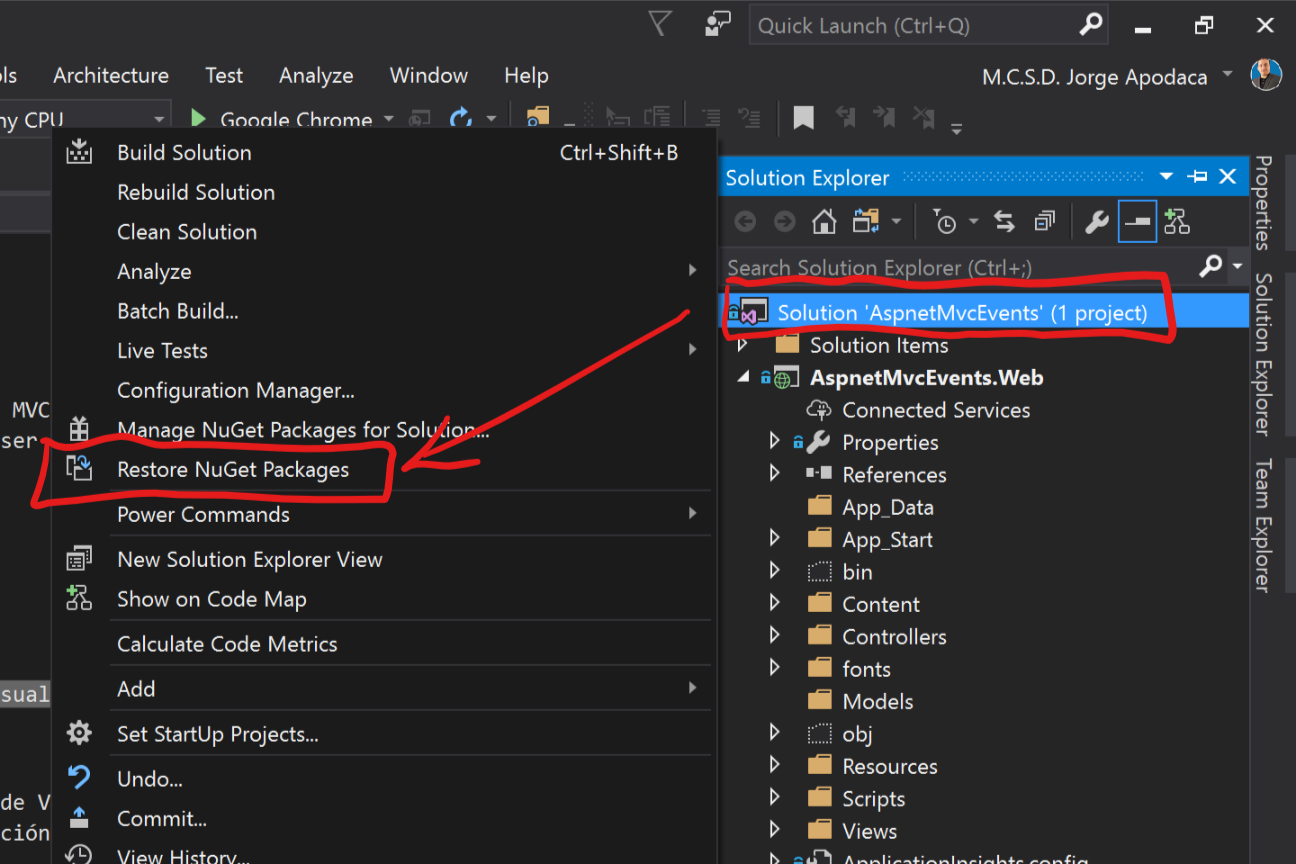 Quick Launch (Ctrl+Q)
ls Architecture Test Analyze Window Help
M.C.S.D. Jorge Apodaca
ny CPU Google Chrome
Build Solution Ctrl+Shift+B
Rebuild Solution
Clean Solution
Analyze
Batch Build...
Live Tests
Configuration Manager...
Manage NuGet Packages for Solution...
Restore NuGet Packages
Power Commands
New Solution Explorer View
Show on Code Map
Calculate Code Metrics
Add
Set StartUp Projects...
Undo...
Commit...
View History...
MVC
ser
sual
de V
ción
Solution Explorer
Search Solution Explorer (Ctrl+;)
Solution 'AspnetMvcEvents' (1 project)
Solution Items
AspnetMvcEvents.Web
Connected Services
Properties
References
App_Data
App_Start
bin
Content
Controllers
fonts
Models
obj
Resources
Scripts
Views
ApplicationInsights.config
Properties
Solution Explorer
Team Explorer